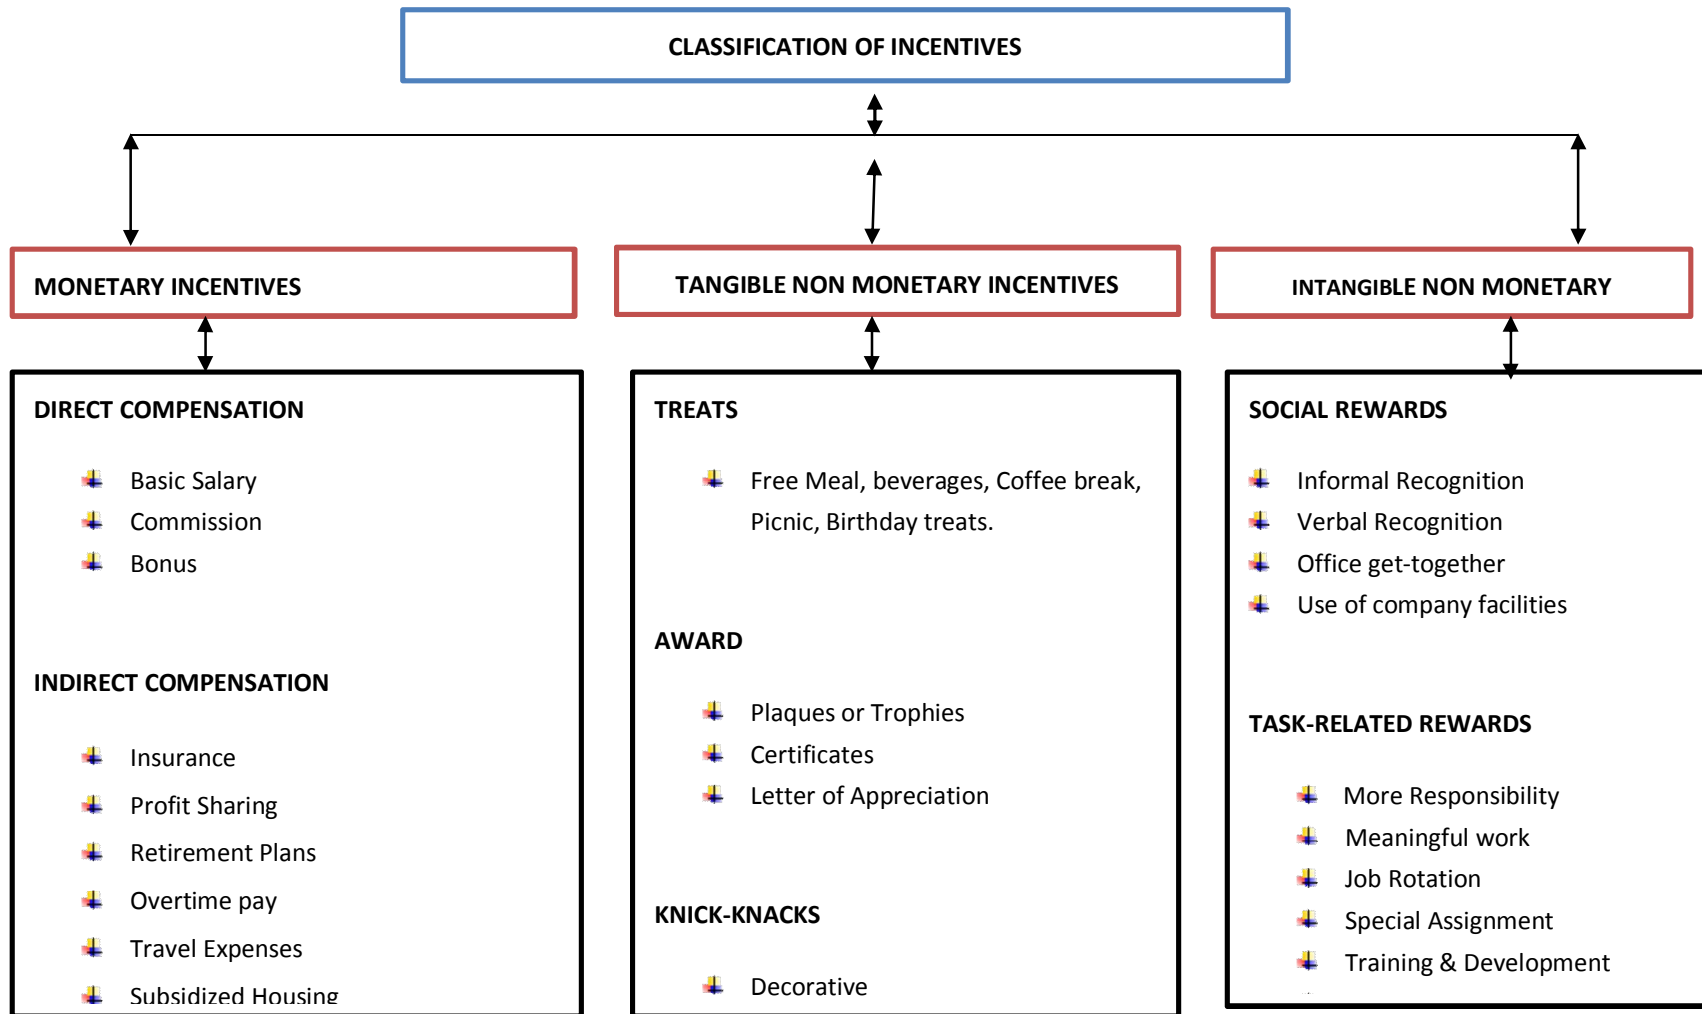 CLASSIFICATION OF INCENTIVES
MONETARY INCENTIVES
TANGIBLE NON MONETARY INCENTIVES
INTANGIBLE NON MONETARY
DIRECT COMPENSATION
Basic Salary
Commission
Bonus
INDIRECT COMPENSATION
Insurance
Profit Sharing
Retirement Plans
Overtime pay
Travel Expenses
Subsidized Housing
TREATS
Free Meal, beverages, Coffee break,
Picnic, Birthday treats.
AWARD
Plaques or Trophies
Certificates
Letter of Appreciation
KNICK-KNACKS
Decorative
SOCIAL REWARDS
Informal Recognition
Verbal Recognition
Office get-together
Use of company facilities
TASK-RELATED REWARDS
More Responsibility
Meaningful work
Job Rotation
Special Assignment
Training & Development